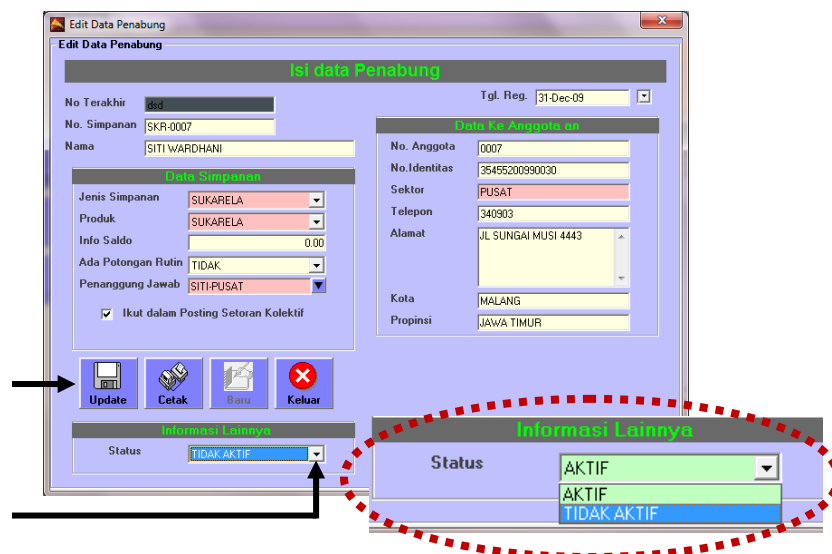 Edit Data Penabung
Edit Data Penabung
Isi data Penabung
Tgl. Reg. 31-Dec-09
No Terakhir dsd
No. Simpanan SKR-0007
Nama SITI WARDHANI
Data Ke Anggota an
No. Anggota 0007
No.Identitas 35455200990030
Sektor PUSAT
Telepon 340903
Alamat JL SUNGAI MUSI 4443
Kota MALANG
Propinsi JAWA TIMUR
Data Simpanan
Jenis Simpanan SUKARELA
Produk SUKARELA
Info Saldo 0.00
Ada Potongan Rutin TIDAK
Penanggung Jawab SITI-PUSAT
Ikut dalam Posting Setoran Kolektif
Update Cetak Baru Keluar
Informasi Lainnya
Status TIDAK AKTIF
Informasi Lainnya
Status AKTIF
AKTIF
TIDAK AKTIF